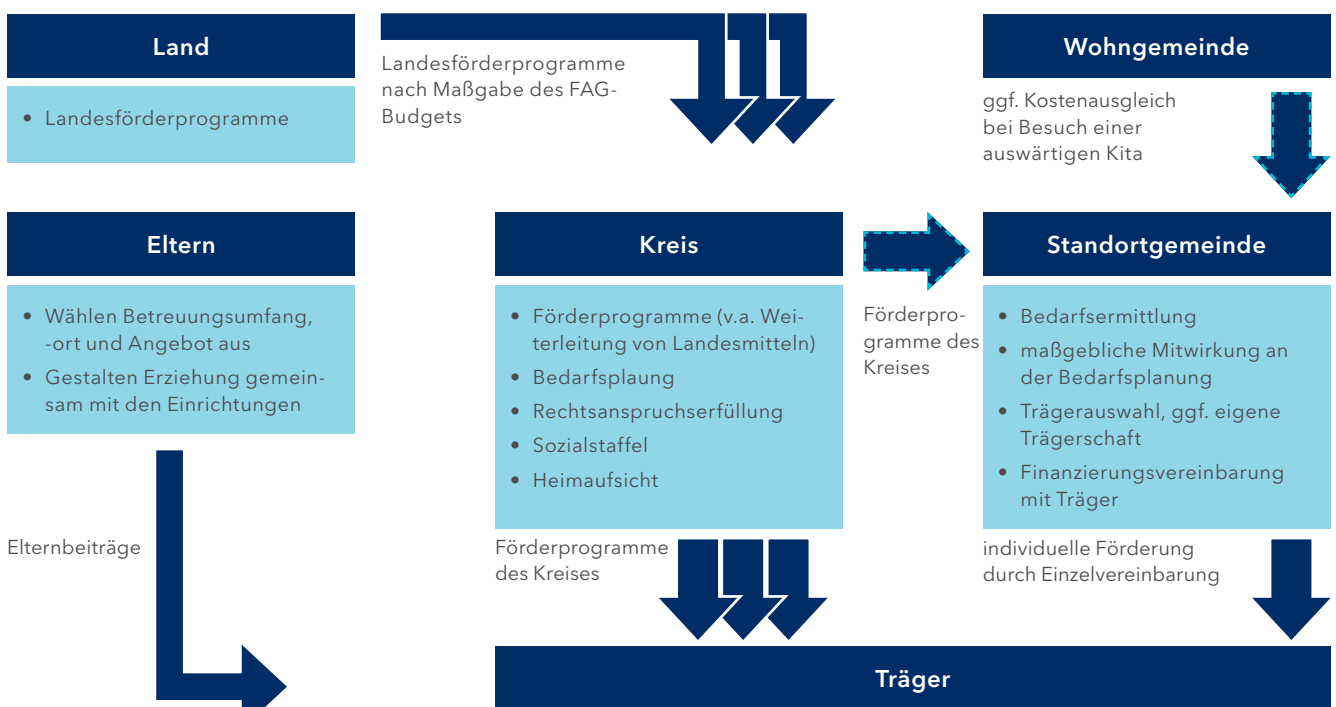 Land
• Landesförderprogramme
Landesförderprogramme
nach Maßgabe des FAG-
Budgets
Wohngemeinde
ggf. Kostenausgleich
bei Besuch einer
auswärtigen Kita
Eltern
• Wählen Betreuungsumfang,
-ort und Angebot aus
• Gestalten Erziehung gemein-
sam mit den Einrichtungen
Elternbeiträge
Kreis
• Förderprogramme (v.a. Wei-
terleitung von Landesmitteln)
• Bedarfsplaung
• Rechtsanspruchserfüllung
• Sozialstaffel
• Heimaufsicht
Förderpro-
gramme des
Kreises
Standortgemeinde
• Bedarfsermittlung
• maßgebliche Mitwirkung an
der Bedarfsplanung
• Trägerauswahl, ggf. eigene
Trägerschaft
• Finanzierungsvereinbarung
mit Träger
Förderprogramme
des Kreises
individuelle Förderung
durch Einzelvereinbarung
Träger